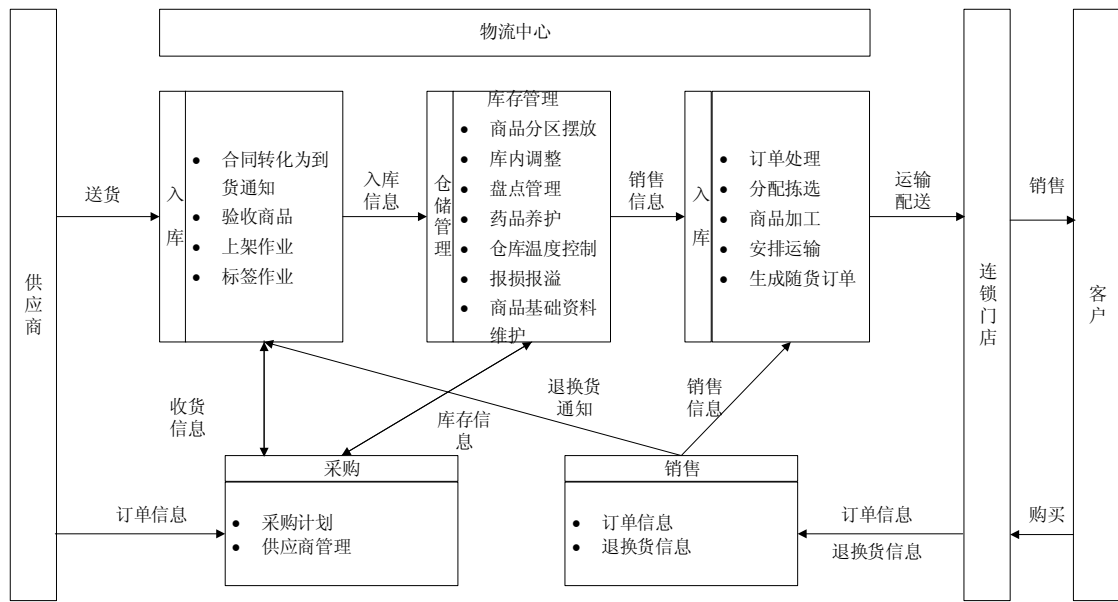 物流中心
供应商
送货
入库
● 合同转化为到
货通知
● 验收商品
● 上架作业
● 标签作业
入库
信息
仓储管理
库存管理
● 商品分区摆放
● 库内调整
● 盘点管理
● 药品养护
● 仓库温度控制
● 报损报溢
● 商品基础资料
维护
销售
信息
入库
● 订单处理
● 分配拣选
● 商品加工
● 安排运输
● 生成随货订单
运输
配送
连锁门店
销售
客户
收货
信息
库存信
息
退换货
通知
销售
信息
订单信息
采购
● 采购计划
● 供应商管理
销售
● 订单信息
● 退换货信息
订单信息
退换货信息
购买